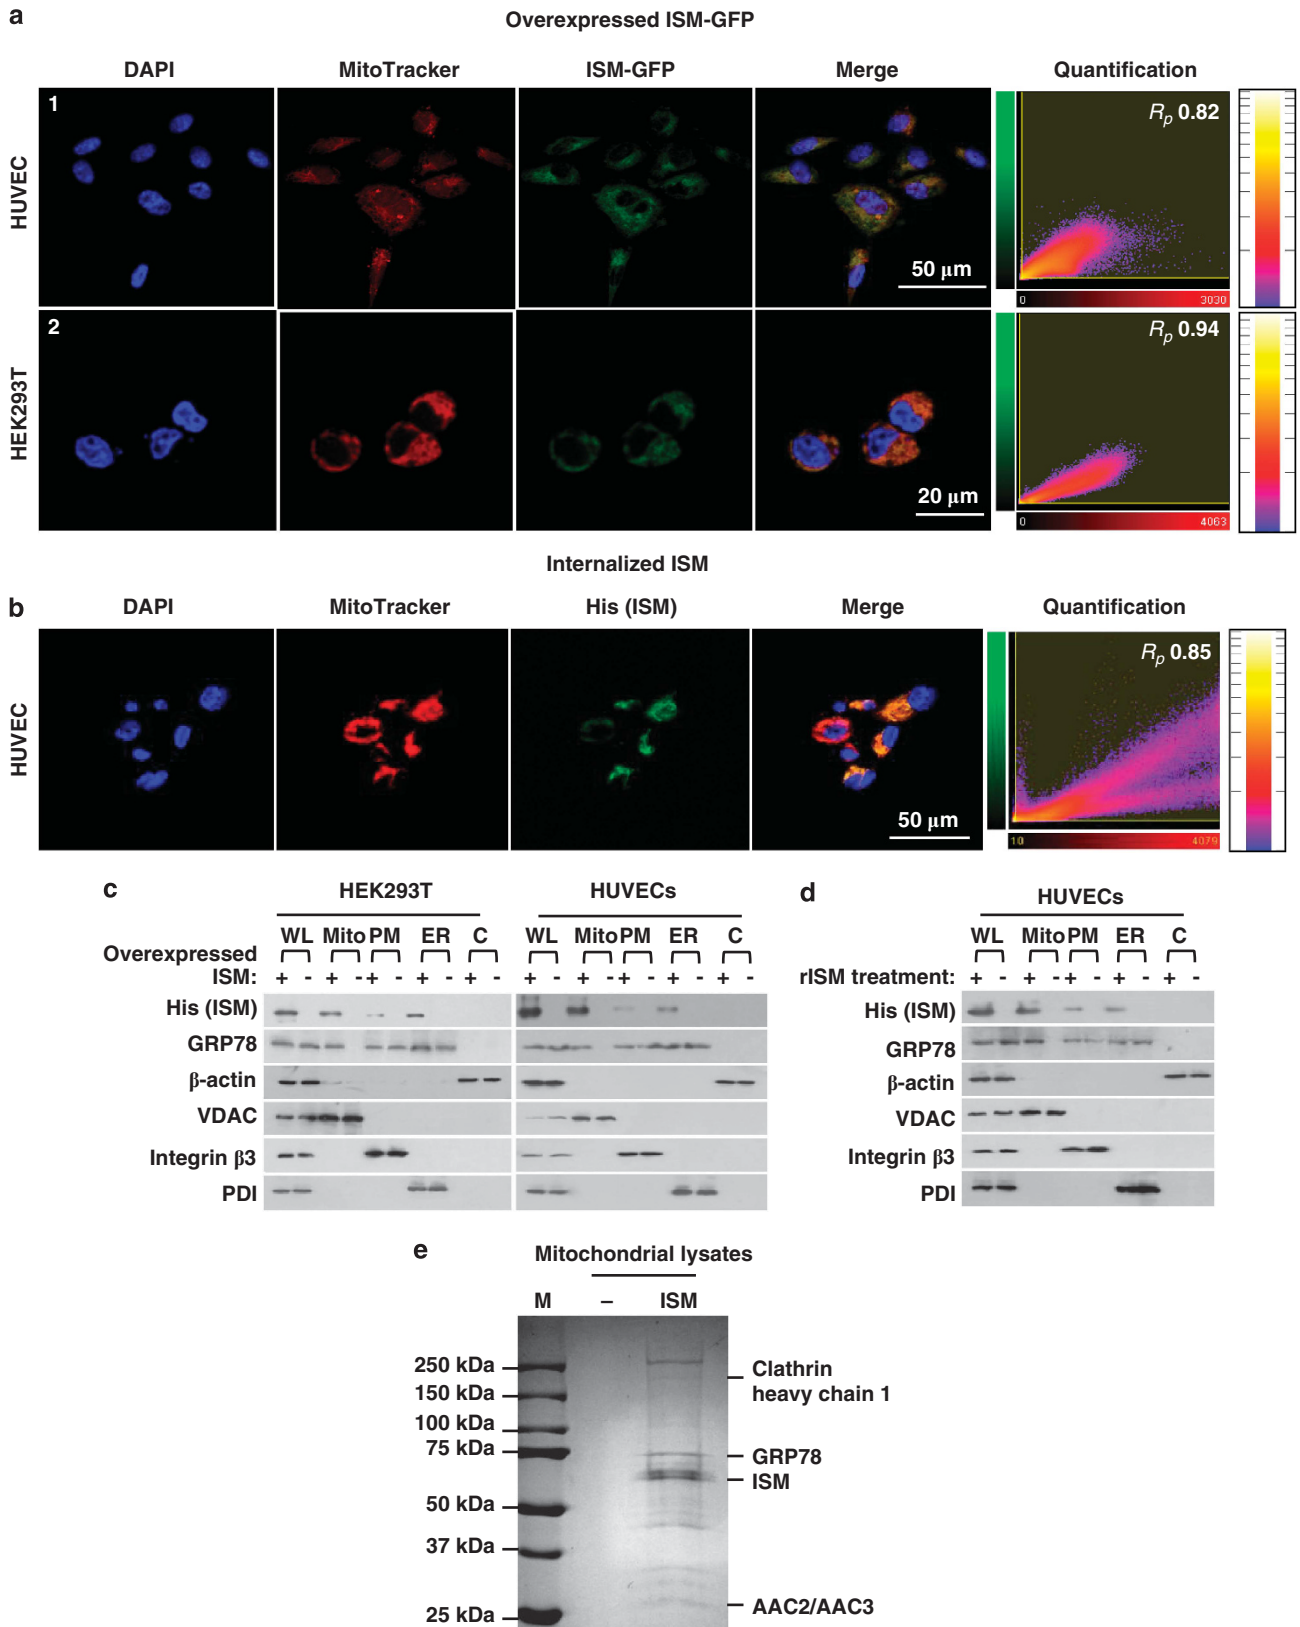 a
Overexpressed ISM-GFP
DAPI MitoTracker ISM-GFP Merge Quantification
HUVEC
1
50 μm
Rp 0.82
0 3030
HEK293T
2
20 μm
Rp 0.94
0 4063
Internalized ISM
b
DAPI MitoTracker His (ISM) Merge Quantification
HUVEC
50 μm
Rp 0.85
10 4079
c
HEK293T HUVECs
WL Mito PM ER C WL Mito PM ER C
Overexpressed
ISM: + - + - + - + - + - + - + - + - + - + -
His (ISM)
GRP78
β-actin
VDAC
Integrin β3
PDI
d
HUVECs
WL Mito PM ER C
rISM treatment: + - + - + - + - + -
His (ISM)
GRP78
β-actin
VDAC
Integrin β3
PDI
e
Mitochondrial lysates
M – ISM
250 kDa
150 kDa
100 kDa
75 kDa
50 kDa
37 kDa
25 kDa
Clathrin
heavy chain 1
GRP78
ISM
AAC2/AAC3